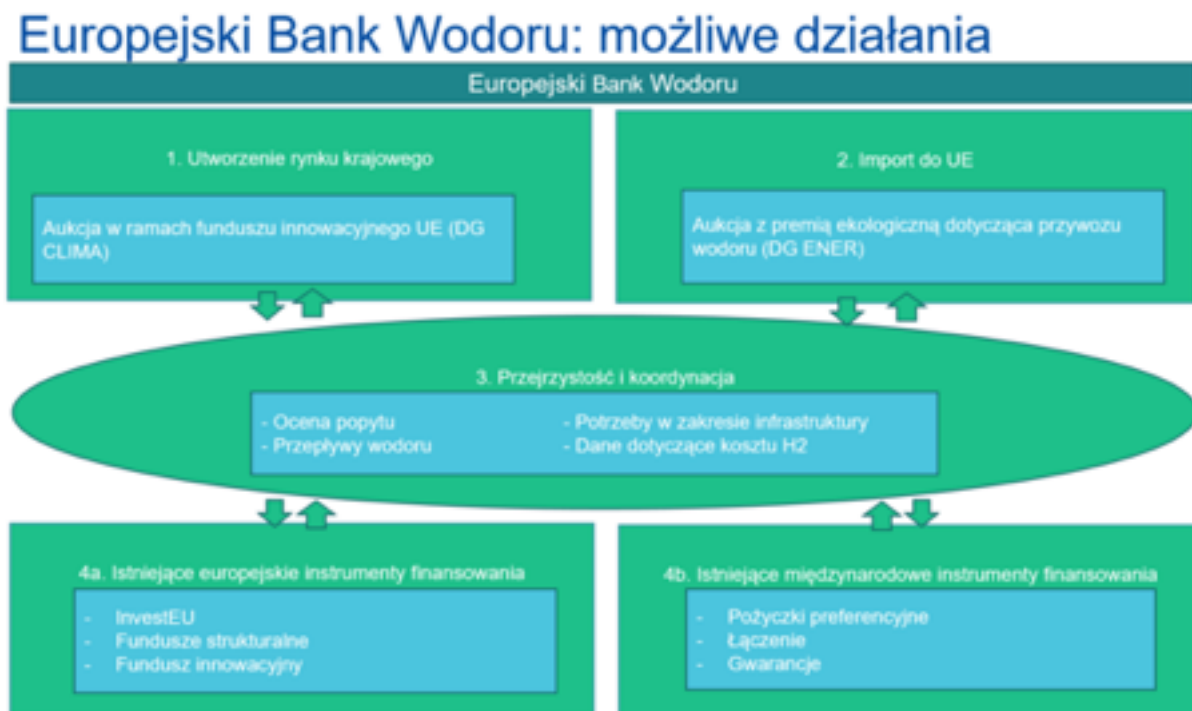 Europejski Bank Wodoru: możliwe działania
Europejski Bank Wodoru
1. Utworzenie rynku krajowego
Aukcja w ramach funduszu innowacyjnego UE (DG
CLIMA)
2. Import do UE
Aukcja z premią ekologiczną dotycząca przywozu
wodoru (DG ENER)
3. Przejrzystość i koordynacja
- Ocena popytu
- Przepływy wodoru
- Potrzeby w zakresie infrastruktury
- Dane dotyczące kosztu H2
4a. Istniejące europejskie instrumenty finansowania
- InvestEU
- Fundusze strukturalne
- Fundusz innowacyjny
4b. Istniejące międzynarodowe instrumenty finansowania
- Pożyczki preferencyjne
- Łączenie
- Gwarancje